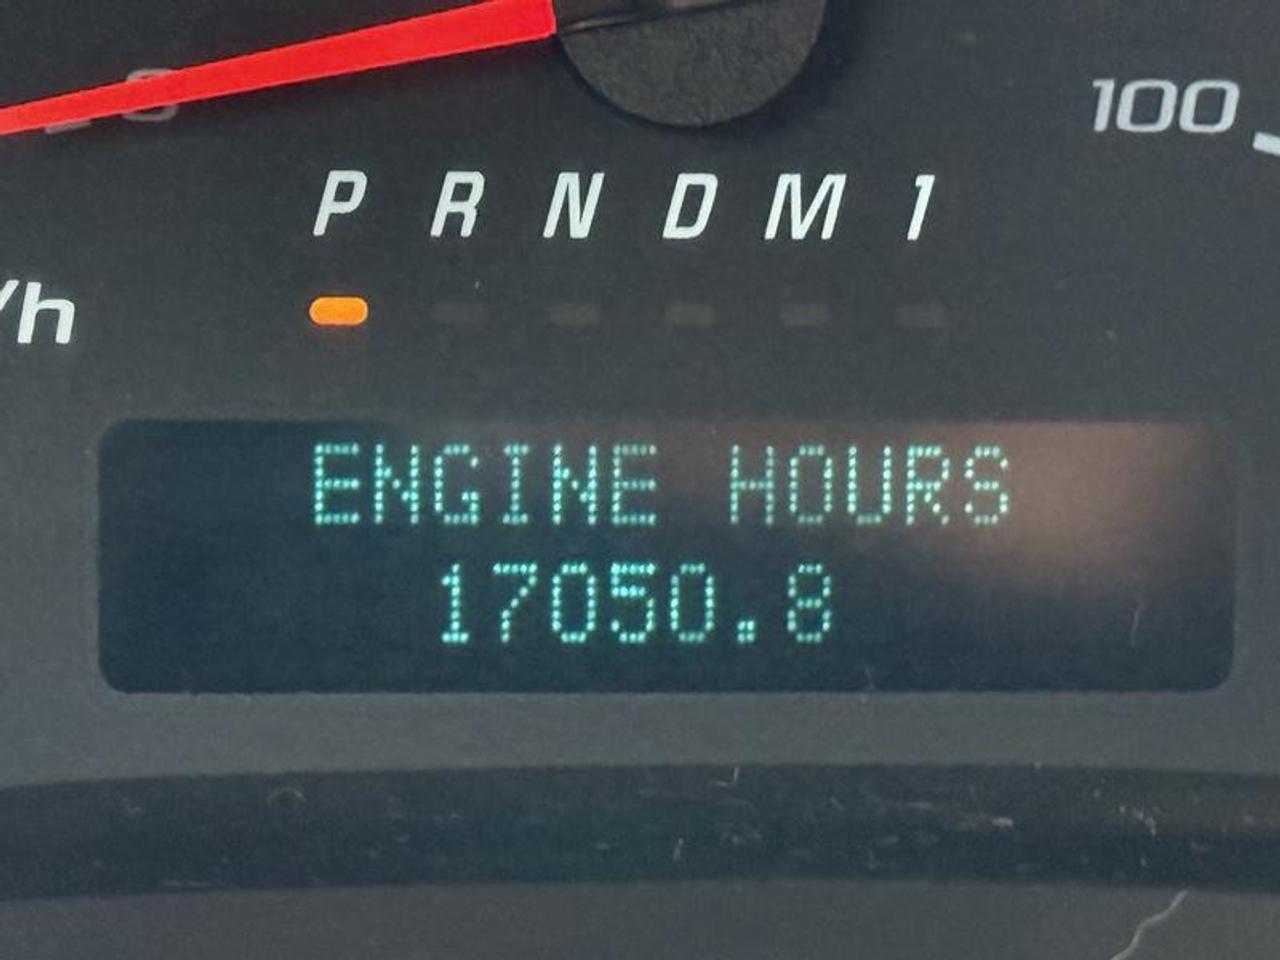 100
P R N D M 1
/h
ENGINE HOURS
17050.8